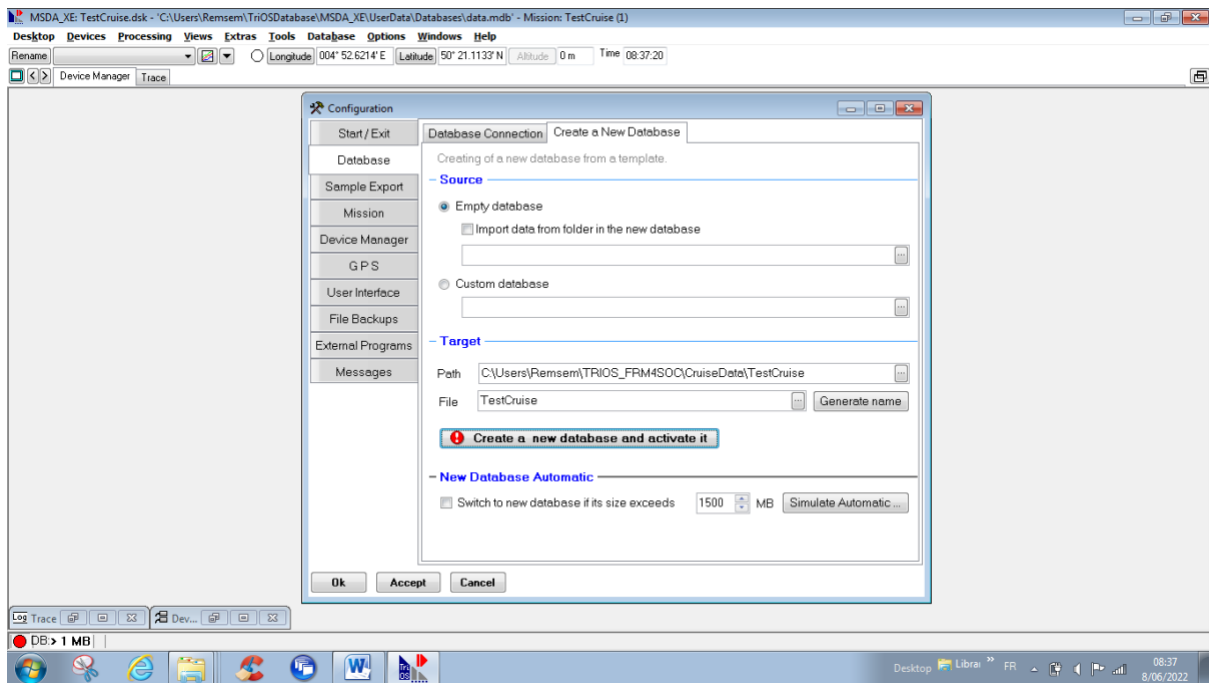 MSDA_XE: TestCruise.dsk - 'C:\Users\Remsem\TriOSDatabase\MSDA_XE\UserData\Databases\data.mdb' - Mission: TestCruise (1)
Desktop Devices Processing Views Extras Tools Database Options Windows Help
Rename Longitude 004° 52.6214' E Latitude 50° 21.1133' N Altitude 0 m Time 08:37:20
Device Manager Trace
Configuration
Start / Exit Database Connection Create a New Database
Database Creating of a new database from a template.
Sample Export Source
Mission Empty database
Import data from folder in the new database
Device Manager
GPS
User Interface Custom database
File Backups
External Programs Target
Messages Path C:\Users\Remsem\TRIOS_FRM4SOC\CruiseData\TestCruise
File TestCruise Generate name
Create a new database and activate it
New Database Automatic
Switch to new database if its size exceeds 1500 MB Simulate Automatic ...
Ok Accept Cancel
Log Trace Dev...
DB:> 1 MB
Desktop Librai » FR 08:37
8/06/2022